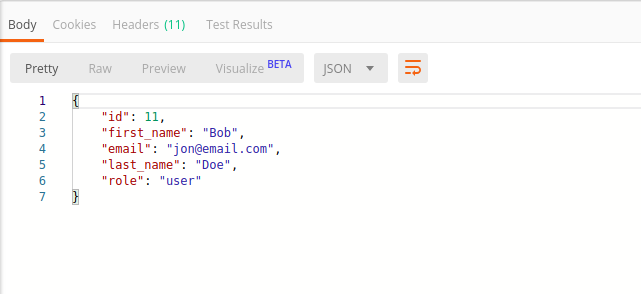 Body Cookies Headers (11) Test Results
Pretty Raw Preview Visualize BETA JSON
1 {
2 "id": 11,
3 "first_name": "Bob",
4 "email": "jon@email.com",
5 "last_name": "Doe",
6 "role": "user"
7 }